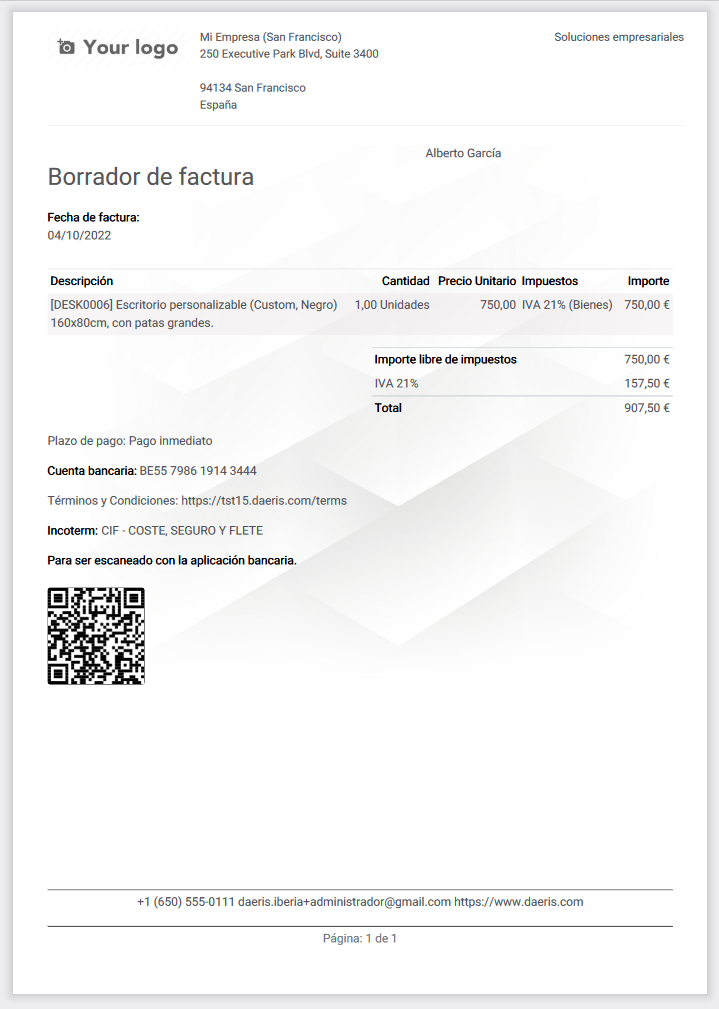 Your logo
Mi Empresa (San Francisco)
250 Executive Park Blvd, Suite 3400
94134 San Francisco
España
Soluciones empresariales
Alberto García
Borrador de factura
Fecha de factura:
04/10/2022
Descripción Cantidad Precio Unitario Impuestos Importe
[DESK0006] Escritorio personalizable (Custom, Negro) 1,00 Unidades 750,00 IVA 21% (Bienes) 750,00 €
160x80cm, con patas grandes.
Importe libre de impuestos 750,00 €
IVA 21% 157,50 €
Total 907,50 €
Plazo de pago: Pago inmediato
Cuenta bancaria: BE55 7986 1914 3444
Términos y Condiciones: https://tst15.daeris.com/terms
Incoterm: CIF - COSTE, SEGURO Y FLETE
Para ser escaneado con la aplicación bancaria.
+1 (650) 555-0111 daeris.iberia+administrador@gmail.com https://www.daeris.com
Página: 1 de 1